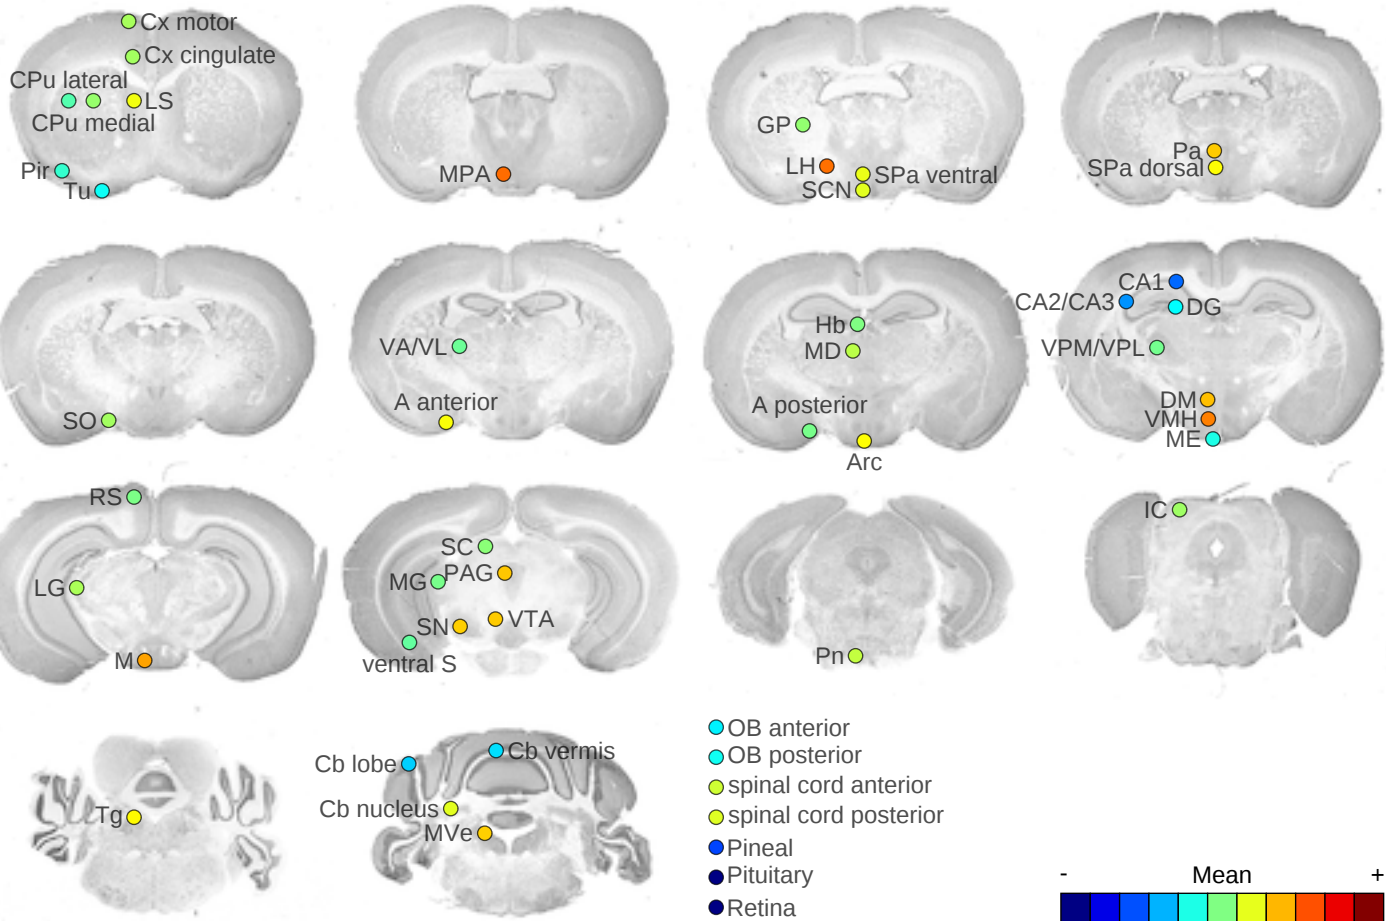 Cx motor
Cx cingulate
CPu lateral
LS
CPu medial
Pir
Tu
MPA
GP
LH
SPa ventral
SCN
Pa
SPa dorsal
SO
VA/VL
A anterior
Hb
MD
A posterior
Arc
CA1
CA2/CA3
DG
VPM/VPL
DM
VMH
ME
RS
LG
M
SC
MG
PAG
SN
VTA
ventral S
Pn
IC
Tg
Cb lobe
Cb vermis
Cb nucleus
MVe
OB anterior
OB posterior
spinal cord anterior
spinal cord posterior
Pineal
Pituitary
Retina
- Mean +